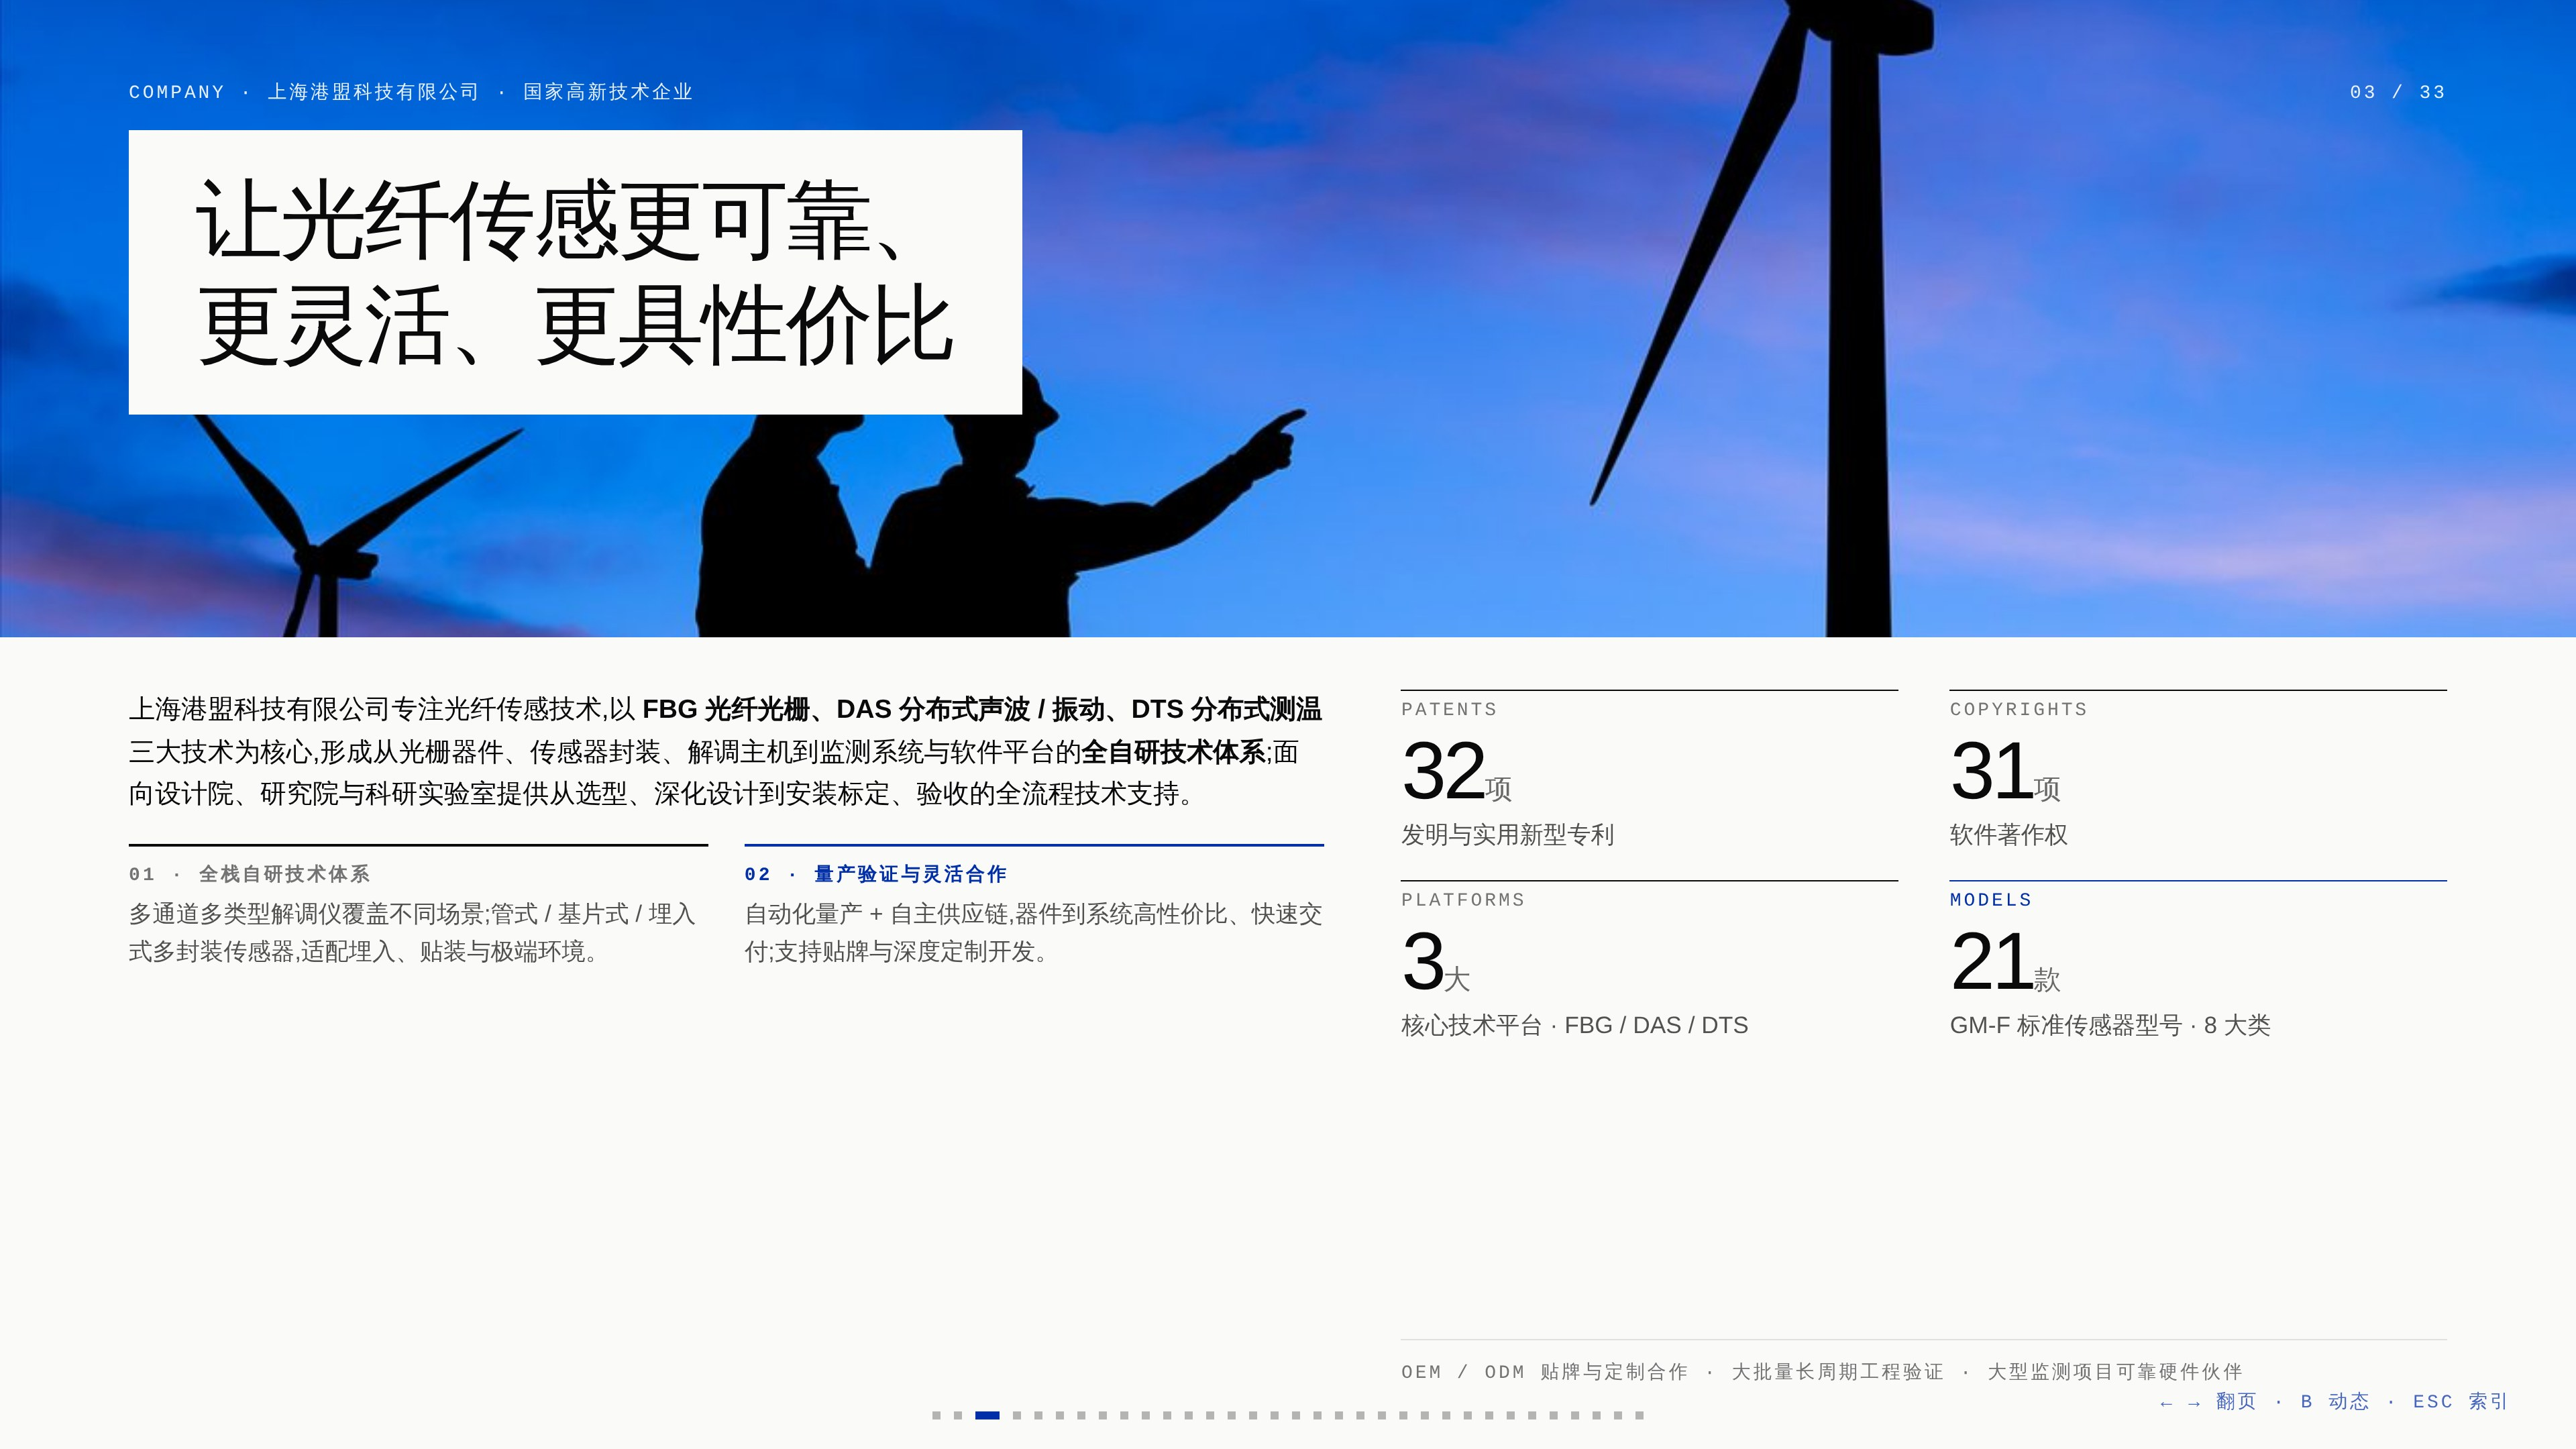 COMPANY · 上海港盟科技有限公司 · 国家高新技术企业
03 / 33
让光纤传感更可靠、
更灵活、更具性价比
上海港盟科技有限公司专注光纤传感技术,以 FBG 光纤光栅、DAS 分布式声波 / 振动、DTS 分布式测温
三大技术为核心,形成从光栅器件、传感器封装、解调主机到监测系统与软件平台的全自研技术体系;面
向设计院、研究院与科研实验室提供从选型、深化设计到安装标定、验收的全流程技术支持。
01 · 全栈自研技术体系
多通道多类型解调仪覆盖不同场景;管式 / 基片式 / 埋入
式多封装传感器,适配埋入、贴装与极端环境。
02 · 量产验证与灵活合作
自动化量产 + 自主供应链,器件到系统高性价比、快速交
付;支持贴牌与深度定制开发。
PATENTS
32项
发明与实用新型专利
COPYRIGHTS
31项
软件著作权
PLATFORMS
3大
核心技术平台 · FBG / DAS / DTS
MODELS
21款
GM-F 标准传感器型号 · 8 大类
OEM / ODM 贴牌与定制合作 · 大批量长周期工程验证 · 大型监测项目可靠硬件伙伴
← → 翻页 · B 动态 · ESC 索引